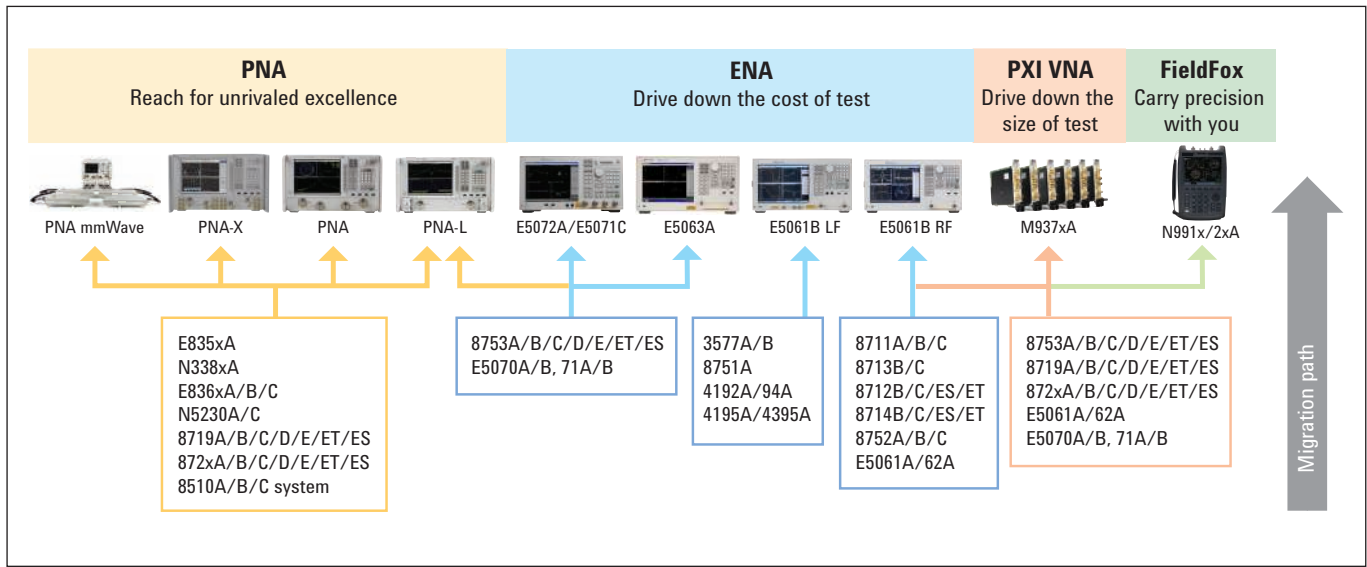 PNA
Reach for unrivaled excellence
ENA
Drive down the cost of test
PXI VNA
Drive down the
size of test
FieldFox
Carry precision
with you
PNA mmWave
PNA-X
PNA
PNA-L
E5072A/E5071C
E5063A
E5061B LF
E5061B RF
M937xA
N991x/2xA
E835xA
N338xA
E836xA/B/C
N5230A/C
8719A/B/C/D/E/ET/ES
872xA/B/C/D/E/ET/ES
8510A/B/C system
8753A/B/C/D/E/ET/ES
E5070A/B, 71A/B
3577A/B
8751A
4192A/94A
4195A/4395A
8711A/B/C
8713B/C
8712B/C/ES/ET
8714B/C/ES/ET
8752A/B/C
E5061A/62A
8753A/B/C/D/E/ET/ES
8719A/B/C/D/E/ET/ES
872xA/B/C/D/E/ET/ES
E5061A/62A
E5070A/B, 71A/B
Migration path